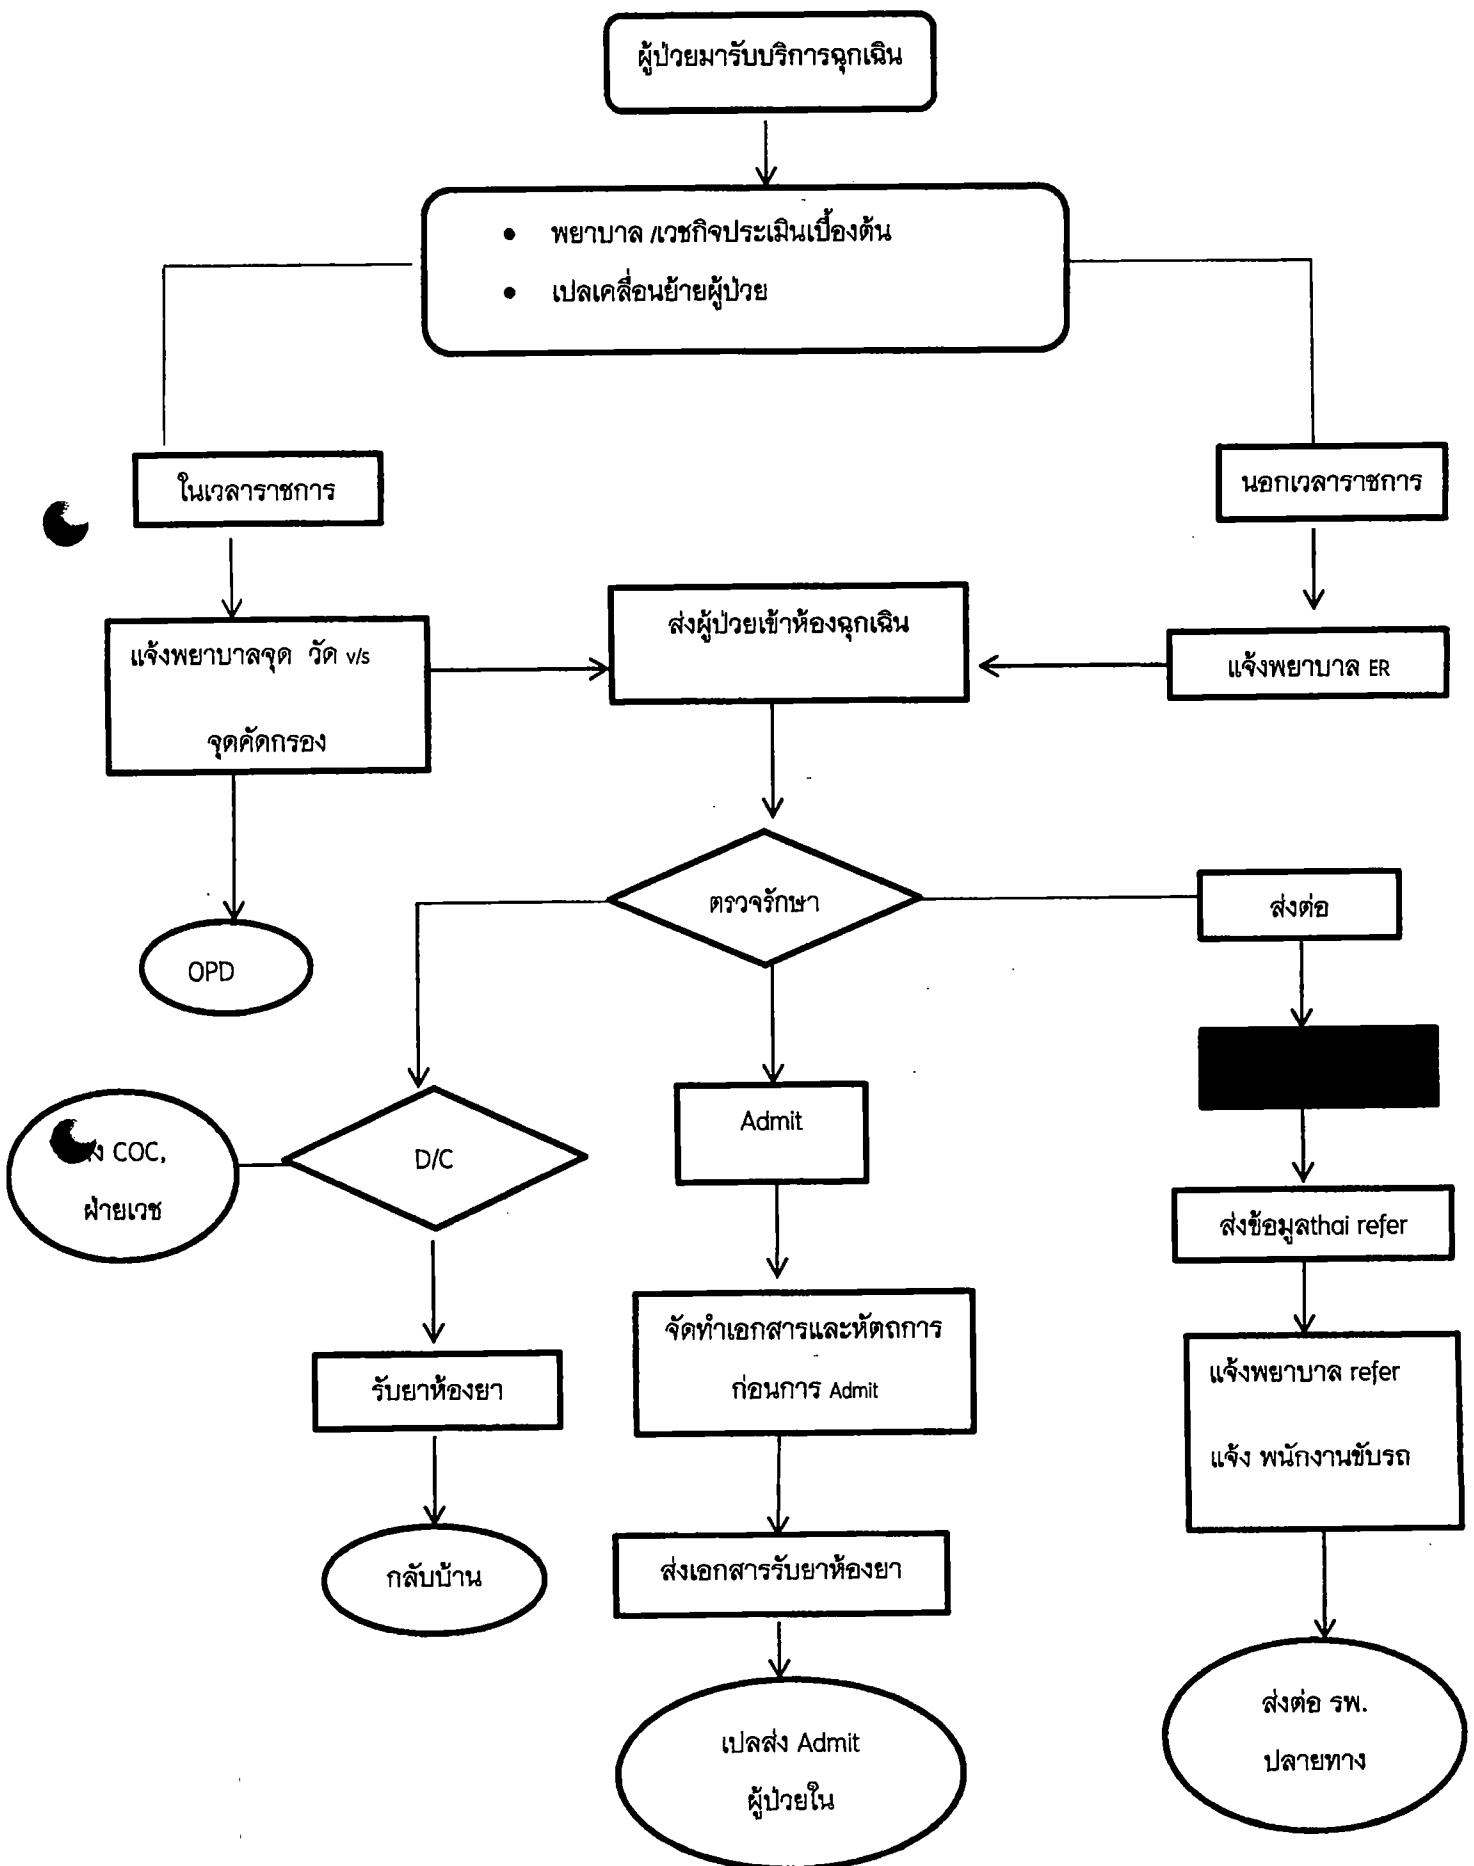 ผู้ป่วยมารับบริการฉุกเฉิน
พยาบาล /เวชกิจประเมินเบื้องต้น
เปลเคลื่อนย้ายผู้ป่วย
ในเวลาราชการ
นอกเวลาราชการ
แจ้งพยาบาลจุด วัด v/s
จุดคัดกรอง
ส่งผู้ป่วยเข้าห้องฉุกเฉิน
แจ้งพยาบาล ER
ตรวจรักษา
ส่งต่อ
OPD
COC,
ฝ่ายเวช
D/C
Admit
ส่งข้อมูลthai refer
จัดทำเอกสารและหัตถการ
ก่อนการ Admit
แจ้งพยาบาล refer
แจ้ง พนักงานขับรถ
รับยาห้องยา
กลับบ้าน
ส่งเอกสารรับยาห้องยา
เปลส่ง Admit
ผู้ป่วยใน
ส่งต่อ รพ.
ปลายทาง